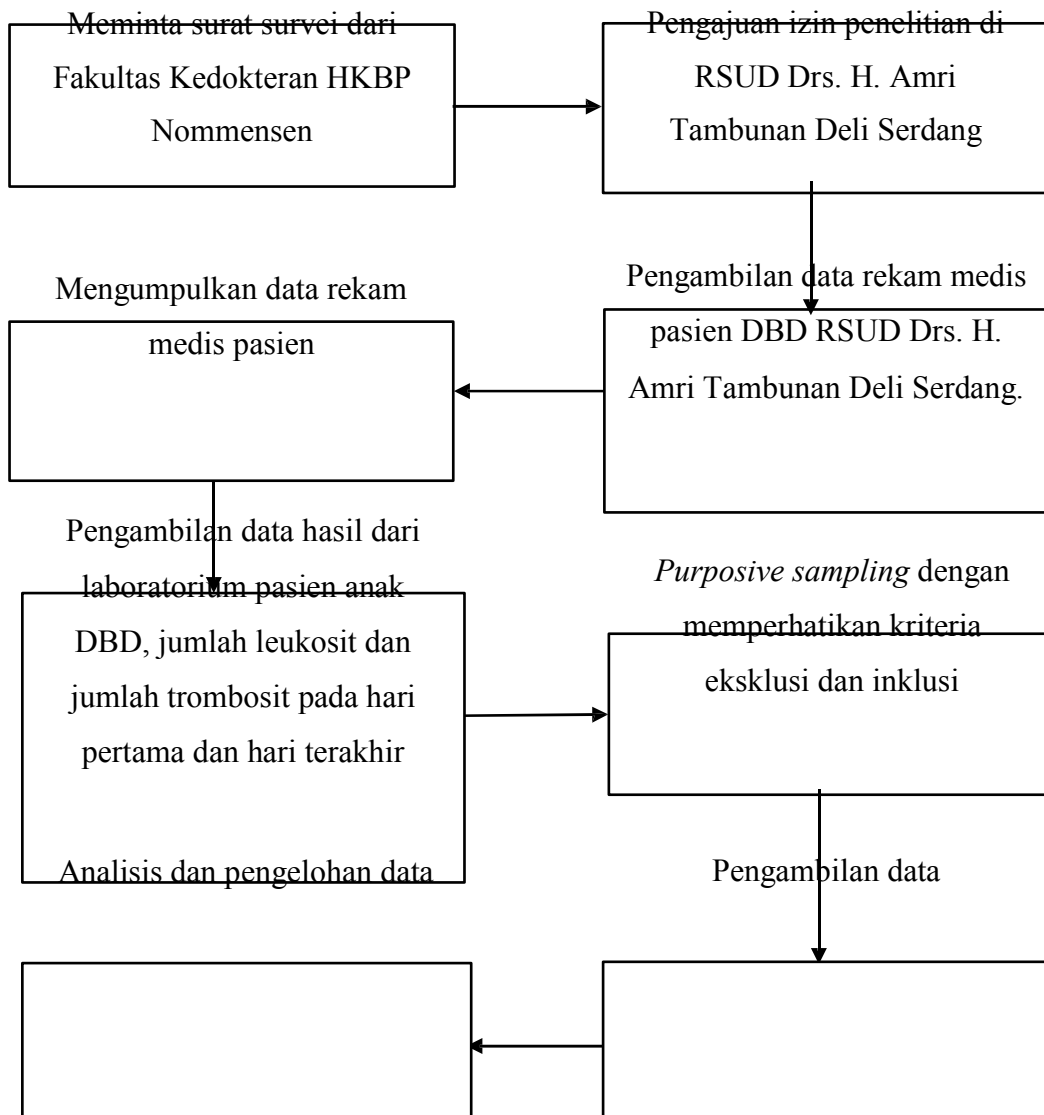 Meminta surat survei dari
Fakultas Kedokteran HKBP
Nommensen
Pengajuan izin penelitian di
RSUD Drs. H. Amri
Tambunan Deli Serdang
Pengambilan data rekam medis
pasien DBD RSUD Drs. H.
Amri Tambunan Deli Serdang.
Mengumpulkan data rekam
medis pasien
Pengambilan data hasil dari
laboratorium pasien anak
DBD, jumlah leukosit dan
jumlah trombosit pada hari
pertama dan hari terakhir
Purposive sampling dengan
memperhatikan kriteria
eksklusi dan inklusi
Pengambilan data
Analisis dan pengelohan data